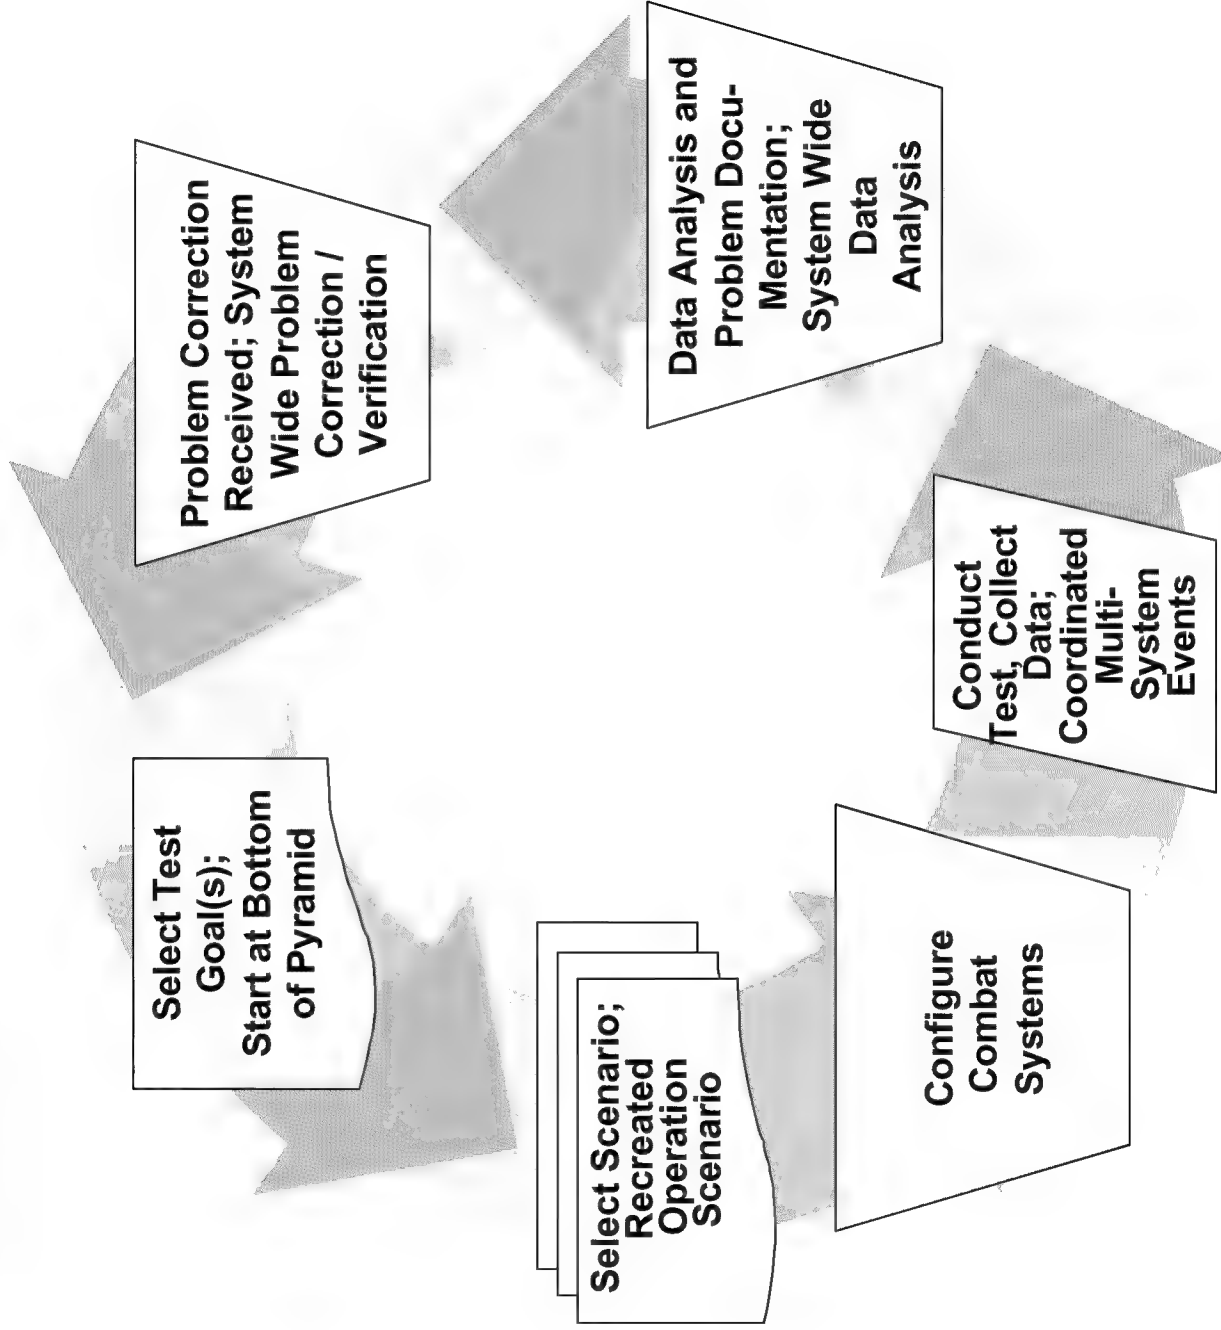 Select Test
Goal(s);
Start at Bottom
of Pyramid
Select Scenario;
Recreated
Operation
Scenario
Configure
Combat
Systems
Conduct
Test, Collect
Data;
Coordinated
Multi-
System
Events
Data Analysis and
Problem Docu-
Mentation;
System Wide
Data
Analysis
Problem Correction
Received; System
Wide Problem
Correction /
Verification